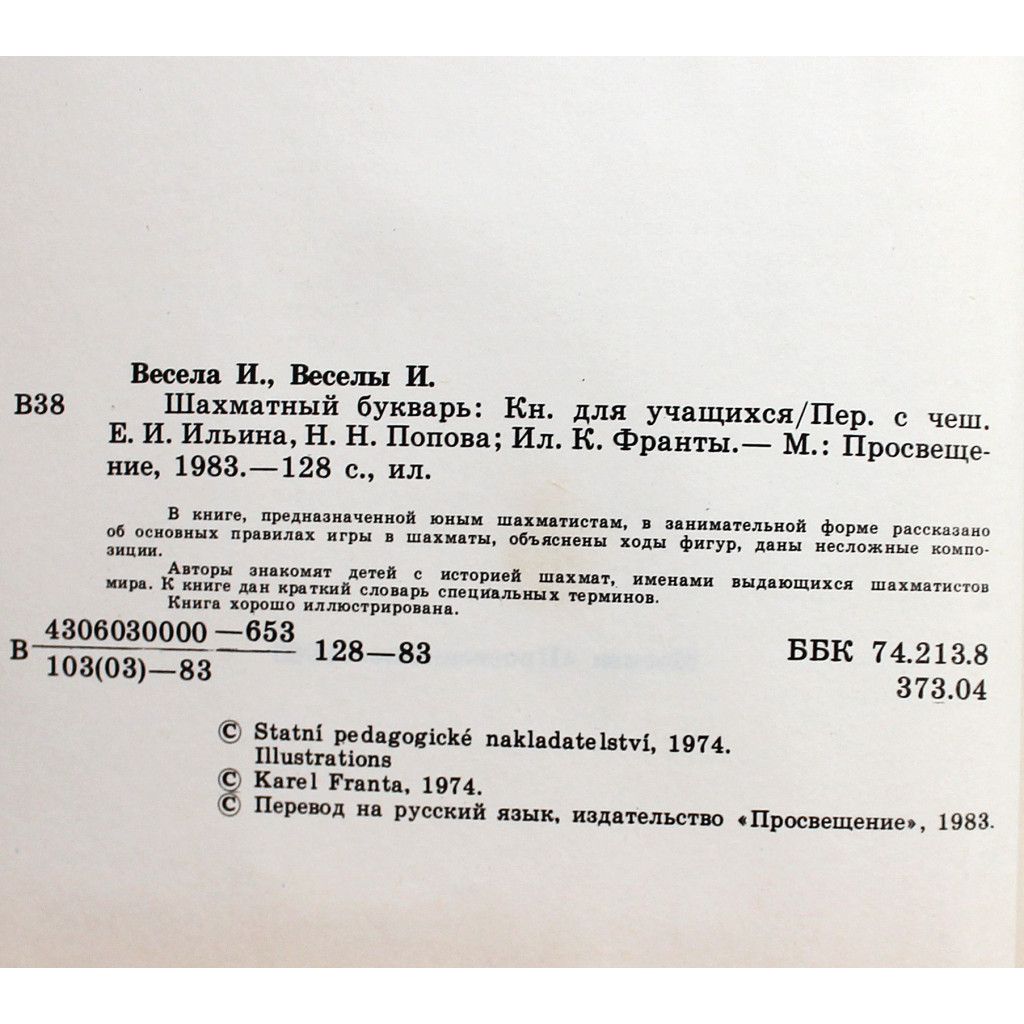 Весела И., Веселы И.
В38 Шахматный букварь: Кн. для учащихся/Пер. с чеш.
Е. И. Ильина, Н. Н. Попова; Ил. К. Франты.— М.: Просвеще-
ние, 1983.—128 с., ил.
В книге, предназначенной юным шахматистам, в занимательной форме рассказано
об основных правилах игры в шахматы, объяснены ходы фигур, даны несложные компо-
зиции.
Авторы знакомят детей с историей шахмат, именами выдающихся шахматистов
мира. К книге дан краткий словарь специальных терминов.
Книга хорошо иллюстрирована.
4306030000—653
В 128—83 ББК 74.213.8
103(03)—83
373.04
© Statní pedagogické nakladatelství, 1974.
Illustrations
© Karel Franta, 1974.
© Перевод на русский язык, издательство «Просвещение», 1983.